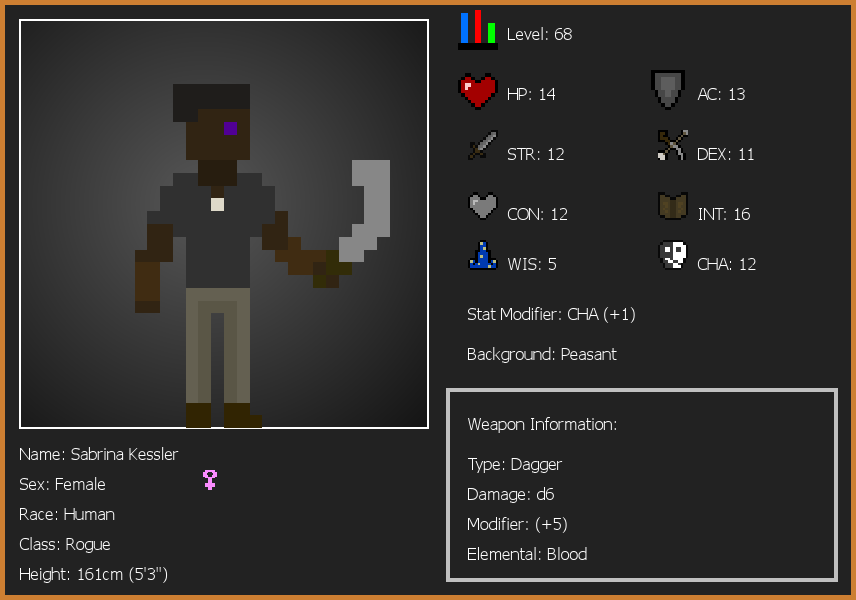 Level: 68
HP: 14
AC: 13
STR: 12
DEX: 11
CON: 12
INT: 16
WIS: 5
CHA: 12
Stat Modifier: CHA (+1)
Background: Peasant
Weapon Information:
Type: Dagger
Damage: d6
Modifier: (+5)
Elemental: Blood
Name: Sabrina Kessler
Sex: Female
Race: Human
Class: Rogue
Height: 161cm (5'3")